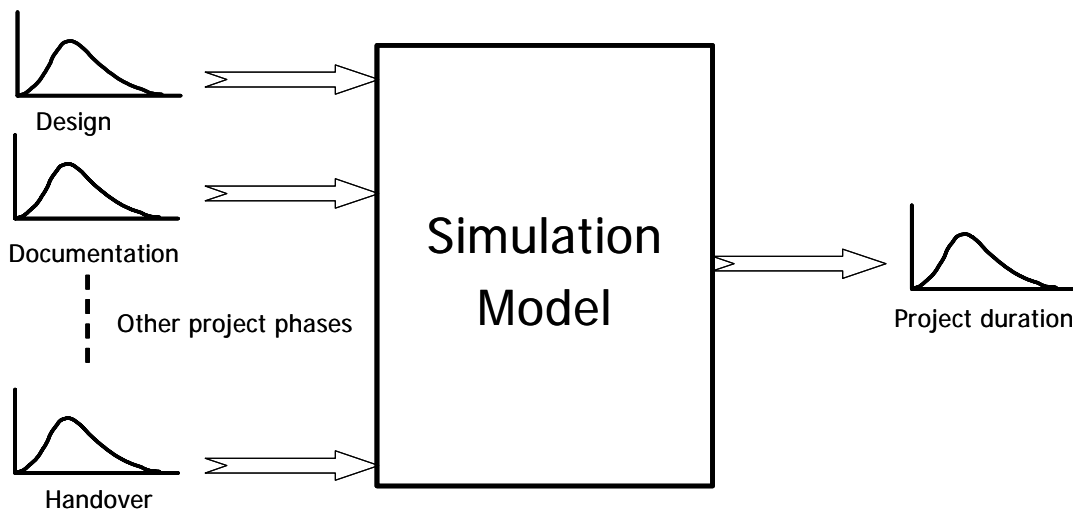 Design
Documentation
Other project phases
Handover
Simulation
Model
Project duration